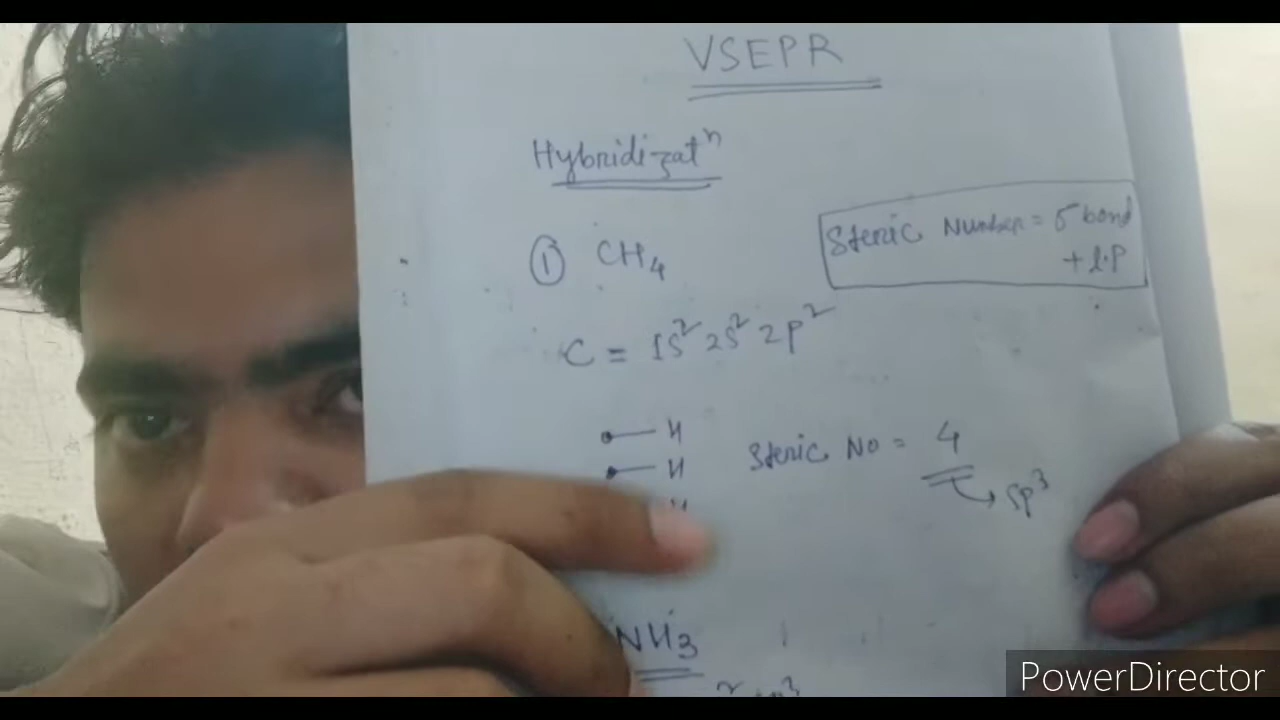 VSEPR
Hybridizatⁿ
① CH₄
Steric Number = σ bond
+ l.P
C = 1s² 2s² 2p²
H
H
H
Steric No = 4
sp³
NH₃
PowerDirector